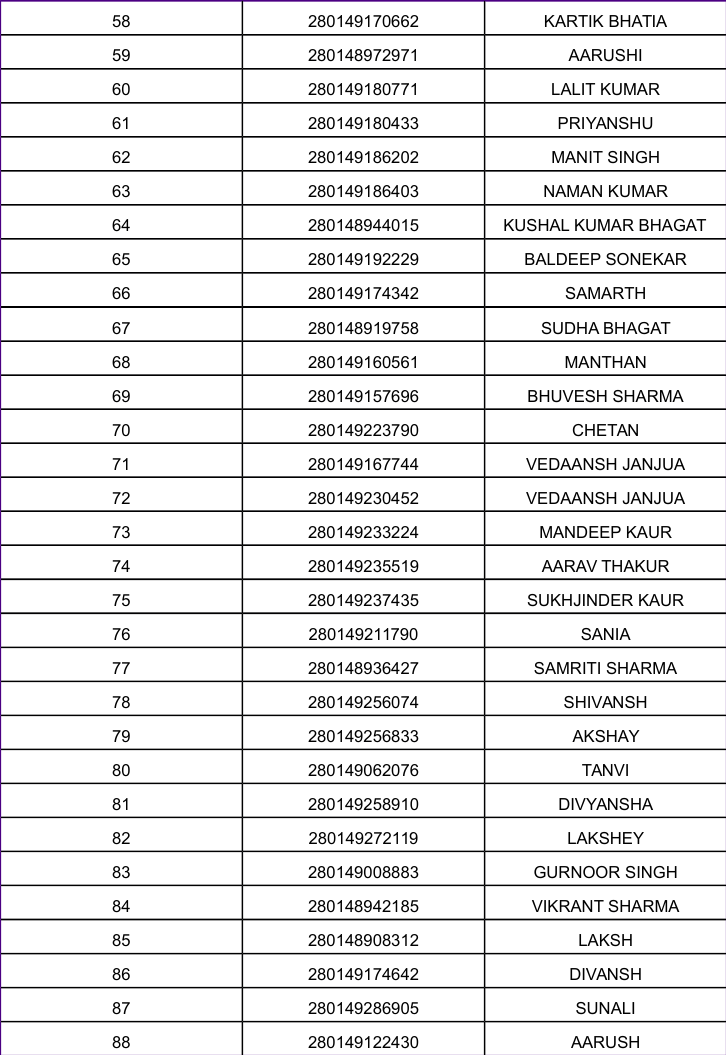 58 280149170662 KARTIK BHATIA
59 280148972971 AARUSHI
60 280149180771 LALIT KUMAR
61 280149180433 PRIYANSHU
62 280149186202 MANIT SINGH
63 280149186403 NAMAN KUMAR
64 280148944015 KUSHAL KUMAR BHAGAT
65 280149192229 BALDEEP SONEKAR
66 280149174342 SAMARTH
67 280148919758 SUDHA BHAGAT
68 280149160561 MANTHAN
69 280149157696 BHUVESH SHARMA
70 280149223790 CHETAN
71 280149167744 VEDAANSH JANJUA
72 280149230452 VEDAANSH JANJUA
73 280149233224 MANDEEP KAUR
74 280149235519 AARAV THAKUR
75 280149237435 SUKHJINDER KAUR
76 280149211790 SANIA
77 280148936427 SAMRITI SHARMA
78 280149256074 SHIVANSH
79 280149256833 AKSHAY
80 280149062076 TANVI
81 280149258910 DIVYANSHA
82 280149272119 LAKSHEY
83 280149008883 GURNOOR SINGH
84 280148942185 VIKRANT SHARMA
85 280148908312 LAKSH
86 280149174642 DIVANSH
87 280149286905 SUNALI
88 280149122430 AARUSH